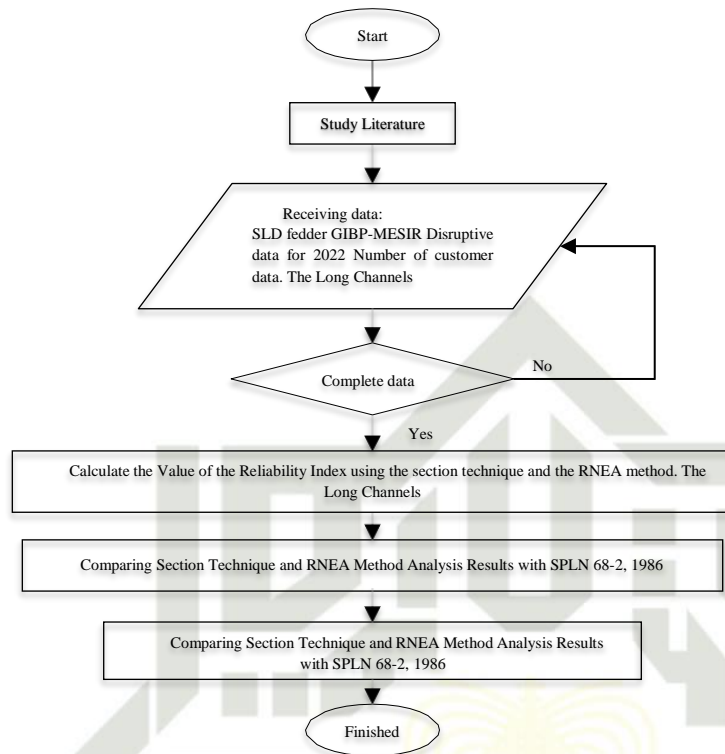 Start
Study Literature
Receiving data:
SLD fedder GIBP-MESIR Disruptive
data for 2022 Number of customer
data. The Long Channels
Complete data
No
Yes
Calculate the Value of the Reliability Index using the section technique and the RNEA method. The
Long Channels
Comparing Section Technique and RNEA Method Analysis Results with SPLN 68-2, 1986
Comparing Section Technique and RNEA Method Analysis Results
with SPLN 68-2, 1986
Finished